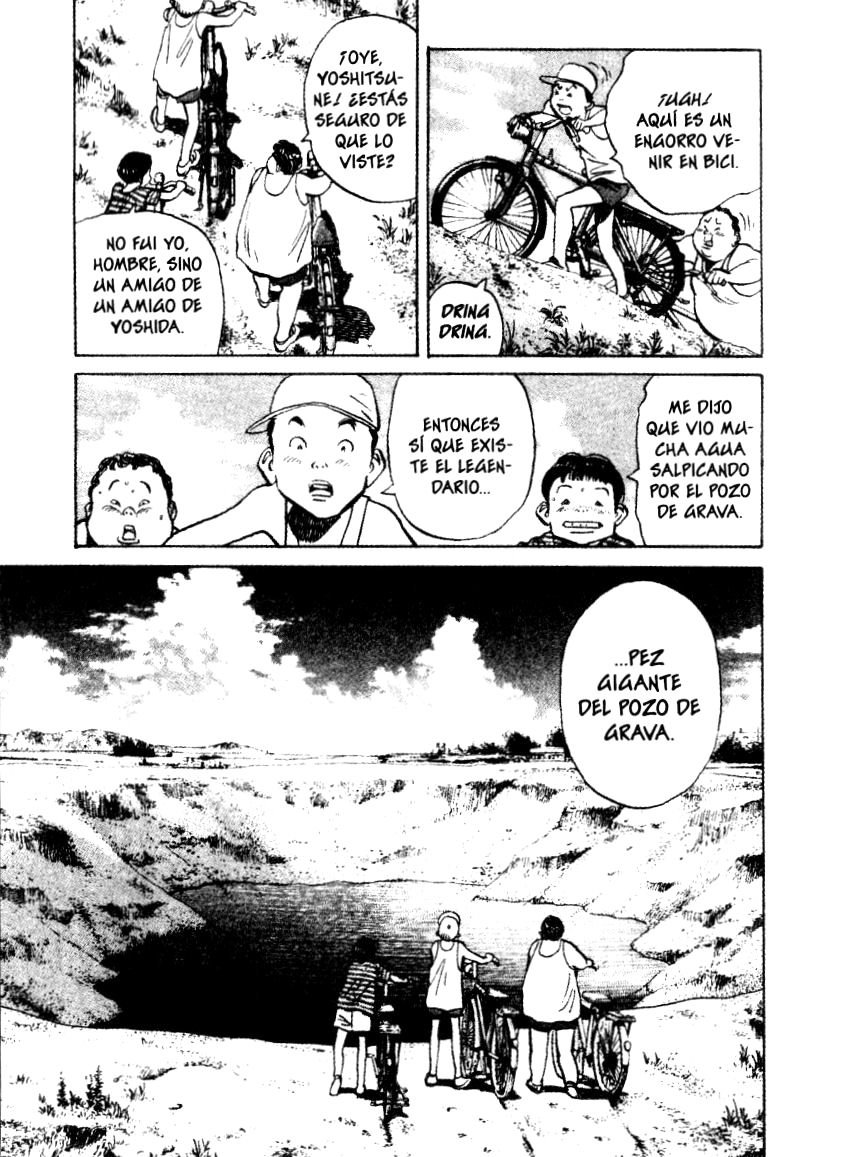 ¡UGH!
AQUÍ ES UN
ENGORRO VE-
NIR EN BICI.
DRING
DRING.
¡OYE,
YOSHITSU-
NE! ¿ESTÁS
SEGURO DE
QUE LO
VISTE?
NO FUI YO,
HOMBRE, SINO
UN AMIGO DE
UN AMIGO DE
YOSHIDA.
ME DIJO
QUE VIO MU-
CHA AGUA
SALPICANDO
POR EL POZO
DE GRAVA.
ENTONCES
SÍ QUE EXIS-
TE EL LEGEN-
DARIO...
...PEZ
GIGANTE
DEL POZO DE
GRAVA.